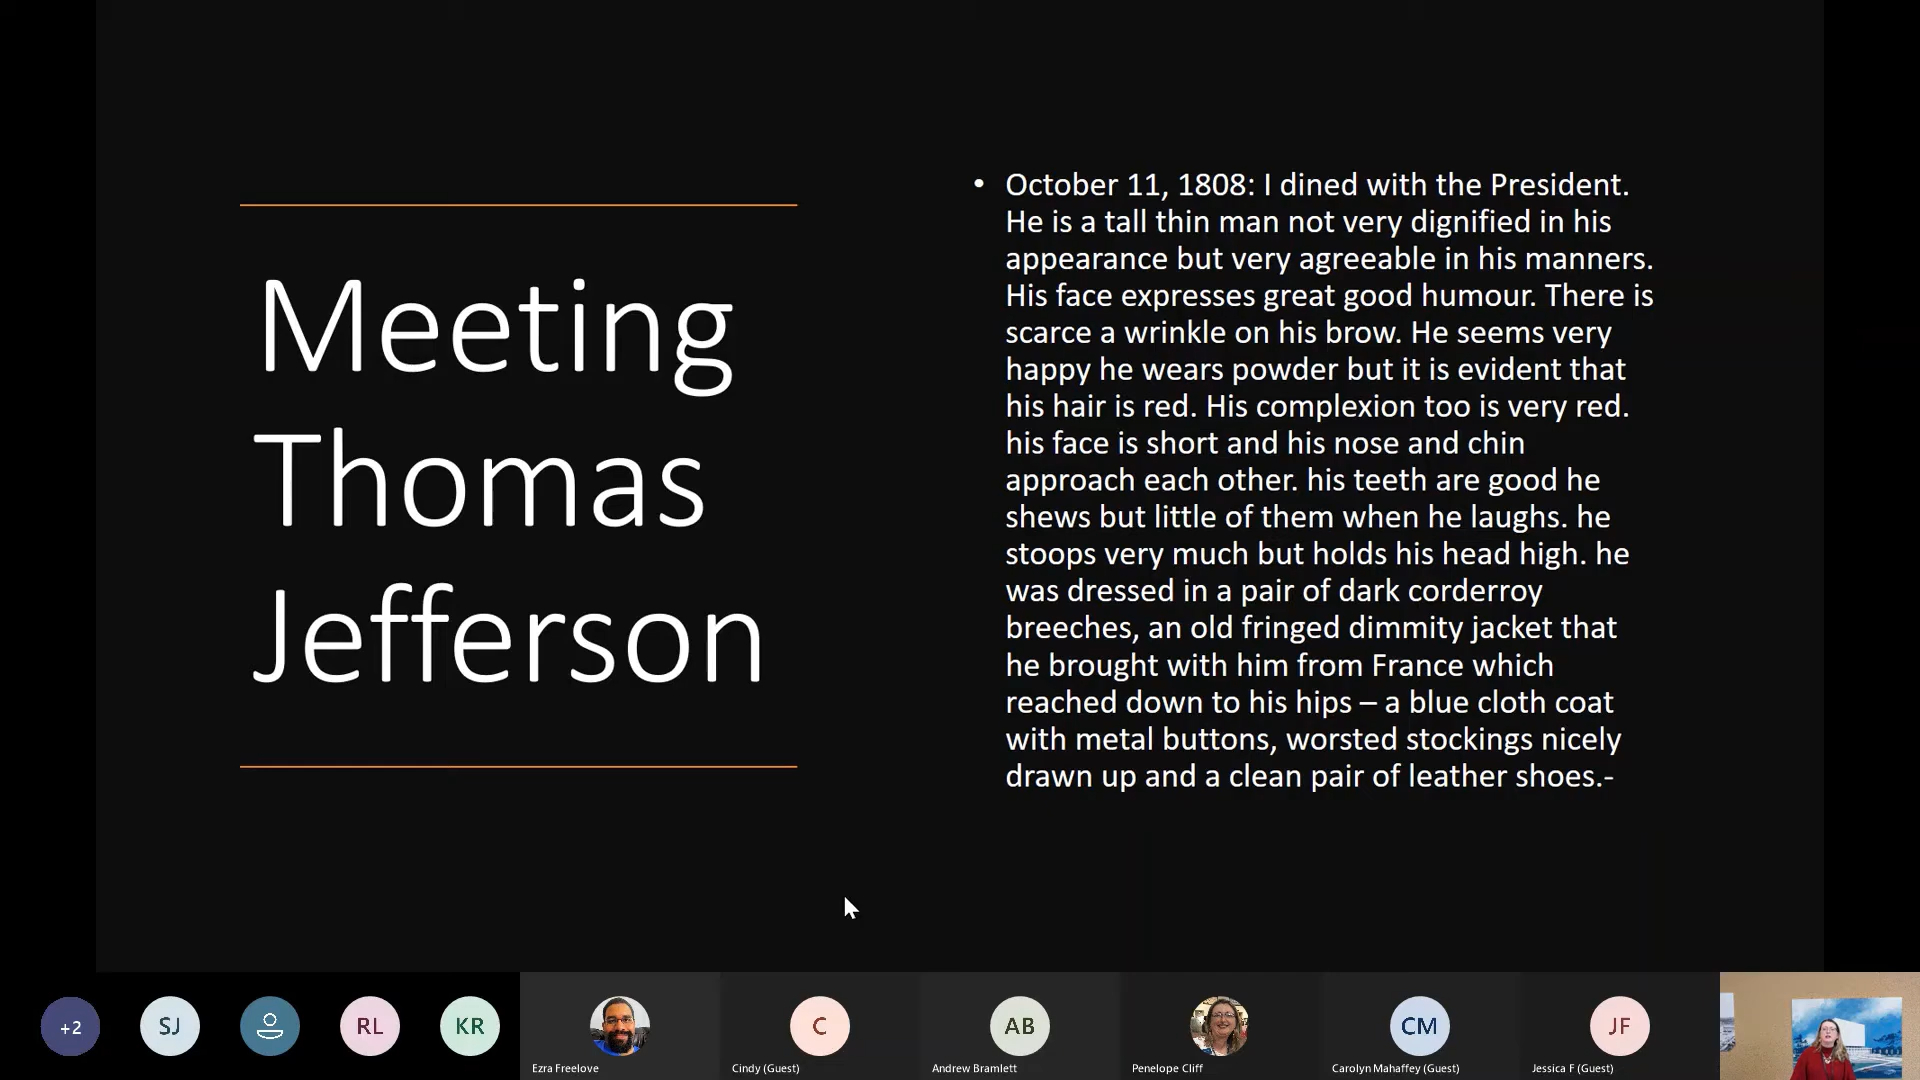 Meeting
Thomas
Jefferson
• October 11, 1808: I dined with the President.
He is a tall thin man not very dignified in his
appearance but very agreeable in his manners.
His face expresses great good humour. There is
scarce a wrinkle on his brow. He seems very
happy he wears powder but it is evident that
his hair is red. His complexion too is very red.
his face is short and his nose and chin
approach each other. his teeth are good he
shews but little of them when he laughs. he
stoops very much but holds his head high. he
was dressed in a pair of dark corderroy
breeches, an old fringed dimmity jacket that
he brought with him from France which
reached down to his hips – a blue cloth coat
with metal buttons, worsted stockings nicely
drawn up and a clean pair of leather shoes.-
+2
SJ
RL
KR
Ezra Freelove
C
Cindy (Guest)
AB
Andrew Bramlett
Penelope Cliff
CM
Carolyn Mahaffey (Guest)
JF
Jessica F (Guest)